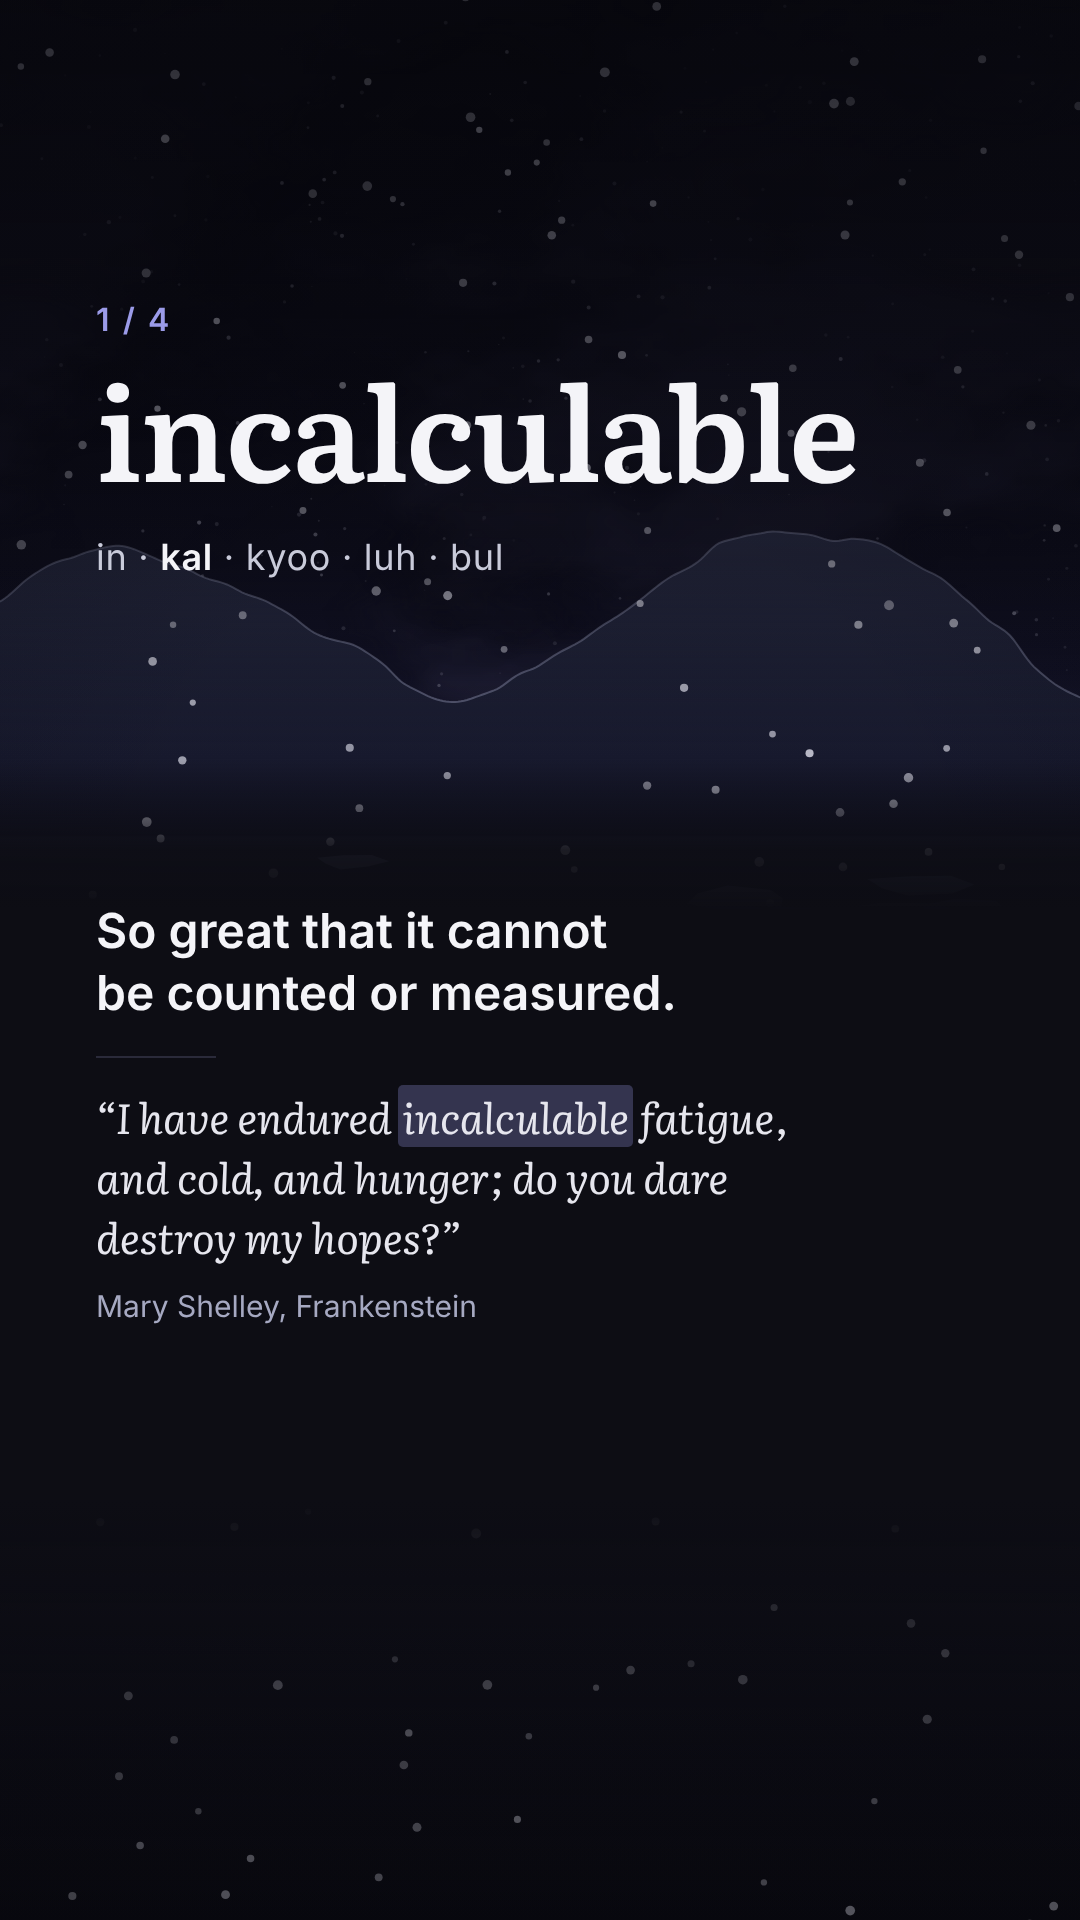 1 / 4
incalculable
in · kal · kyoo · luh · bul
So great that it cannot
be counted or measured.
“I have endured incalculable fatigue,
and cold, and hunger; do you dare
destroy my hopes?”
Mary Shelley, Frankenstein